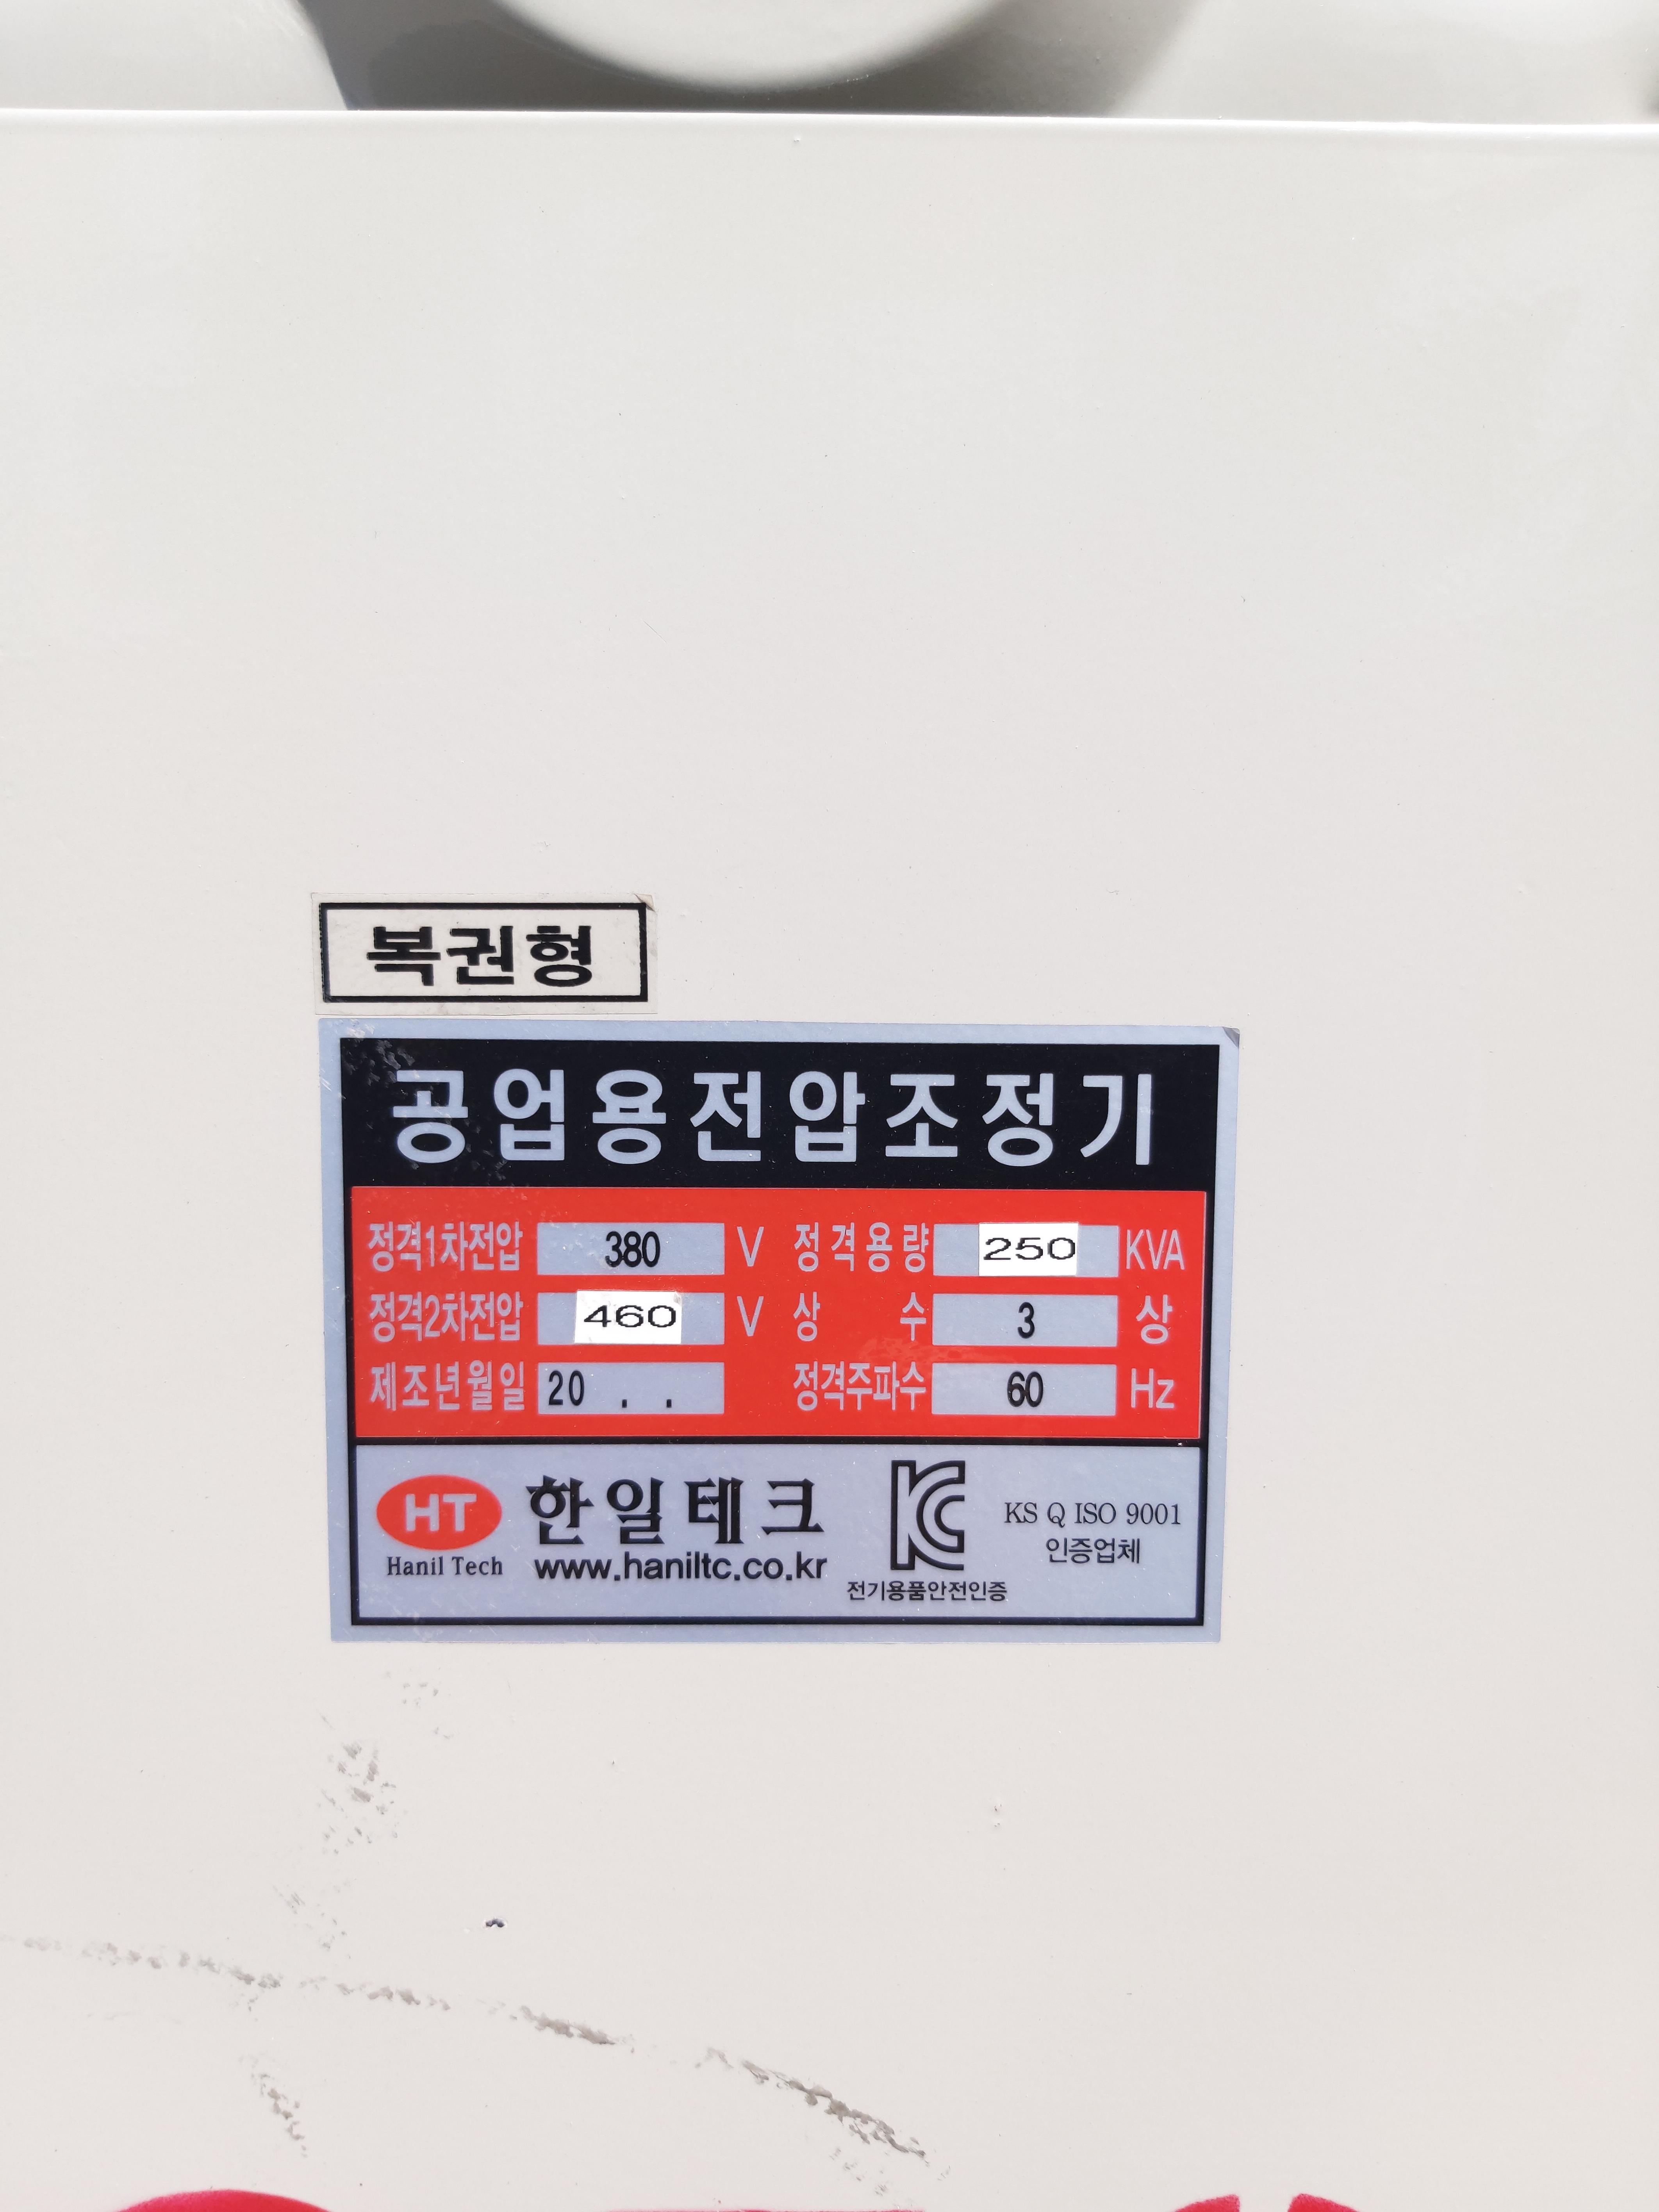 복권형
공업용전압조정기
정격1차전압 380 V 정격용량 250 KVA
정격2차전압 460 V 상 수 3 상
제조년월일 20 . . 정격주파수 60 Hz
HT 한일테크 KC KS Q ISO 9001
Hanil Tech www.haniltc.co.kr 인증업체
전기용품안전인증